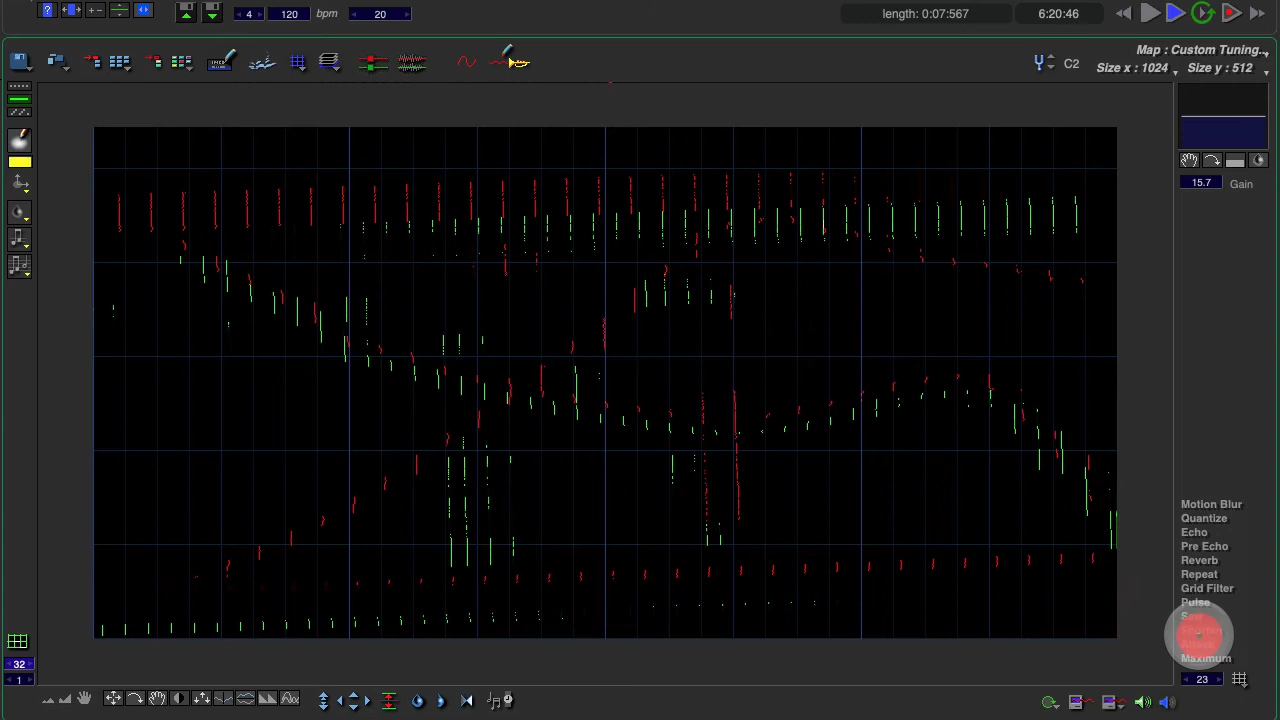 4 120 bpm 20 length: 0:07:567 6:20:46
Map : Custom Tuning...
C2 Size x : 1024 Size y : 512
15.7 Gain
Motion Blur
Quantize
Echo
Pre Echo
Reverb
Repeat
Grid Filter
Pulse
Maximum
32
1 23